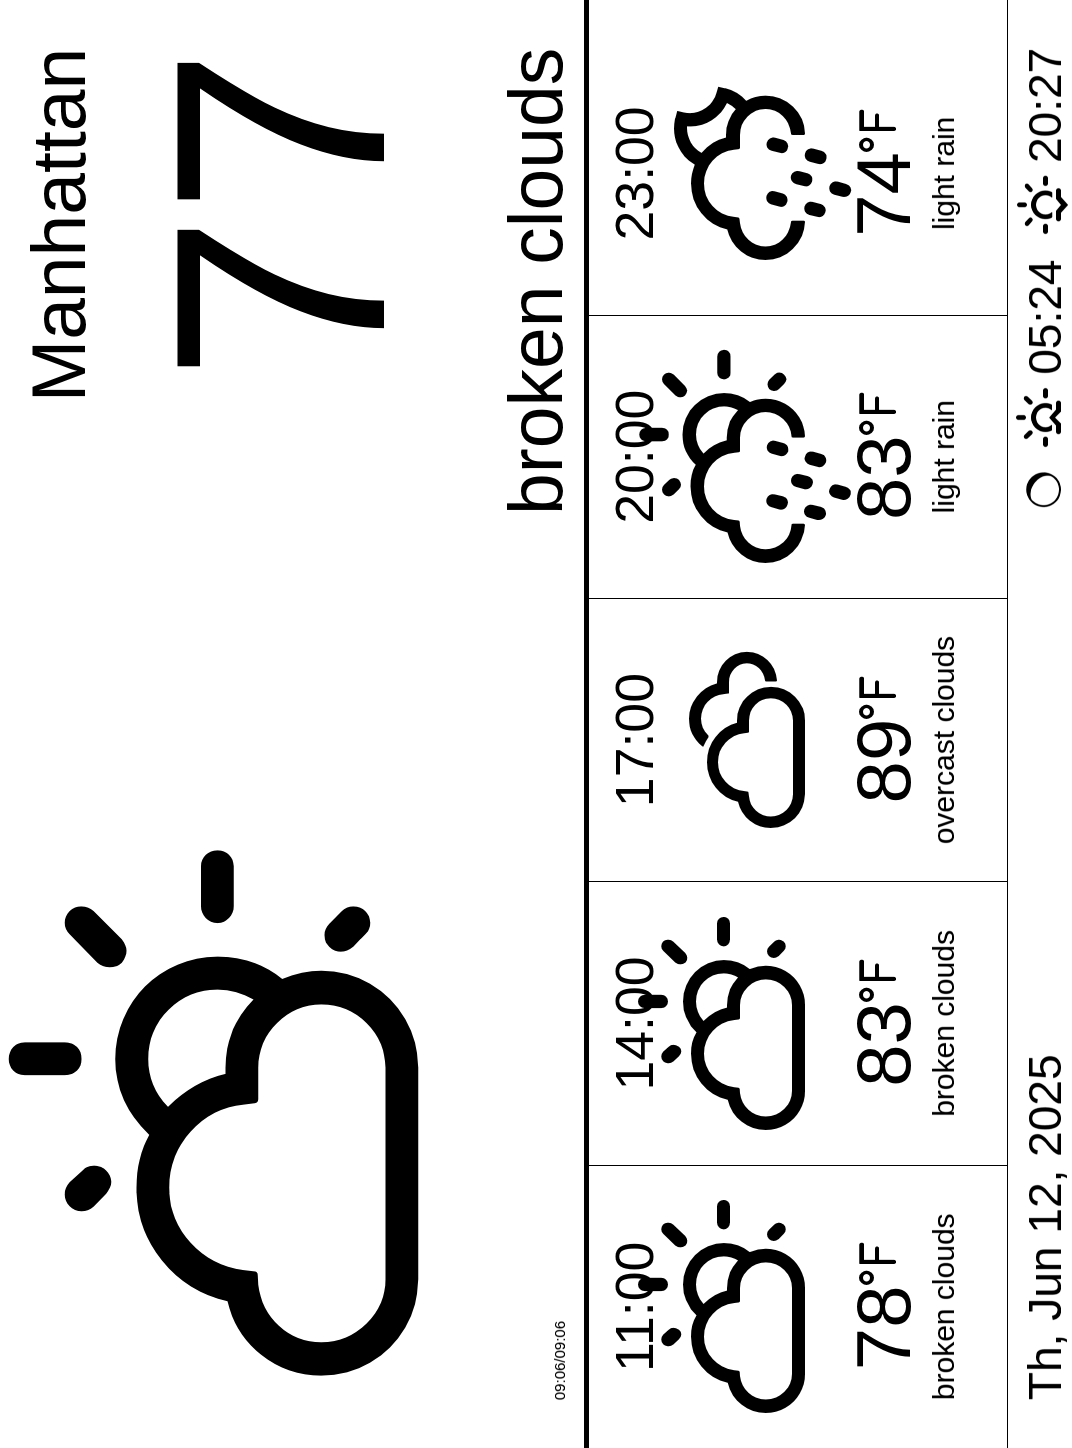 Manhattan
77
broken clouds
09:06/09:06
11:00
78°F
broken clouds
14:00
83°F
broken clouds
17:00
89°F
overcast clouds
20:00
83°F
light rain
23:00
74°F
light rain
Th, Jun 12, 2025
05:24
20:27